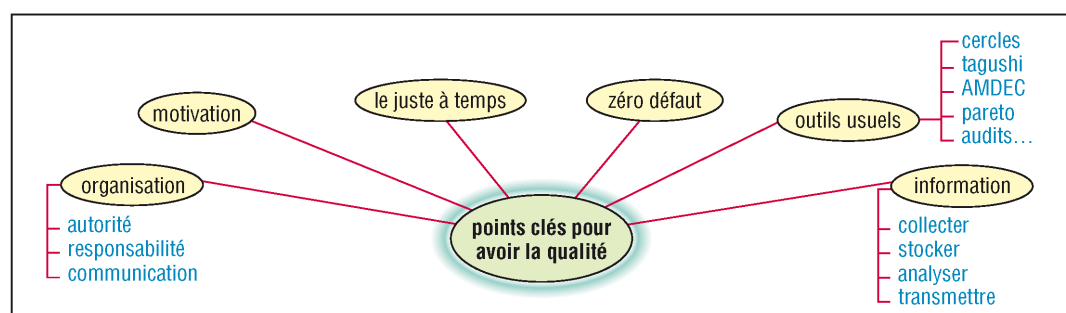 motivation
le juste à temps
zéro défaut
outils usuels
cercles
tagushi
AMDEC
pareto
audits...
organisation
autorité
responsabilité
communication
points clés pour
avoir la qualité
information
collecter
stocker
analyser
transmettre